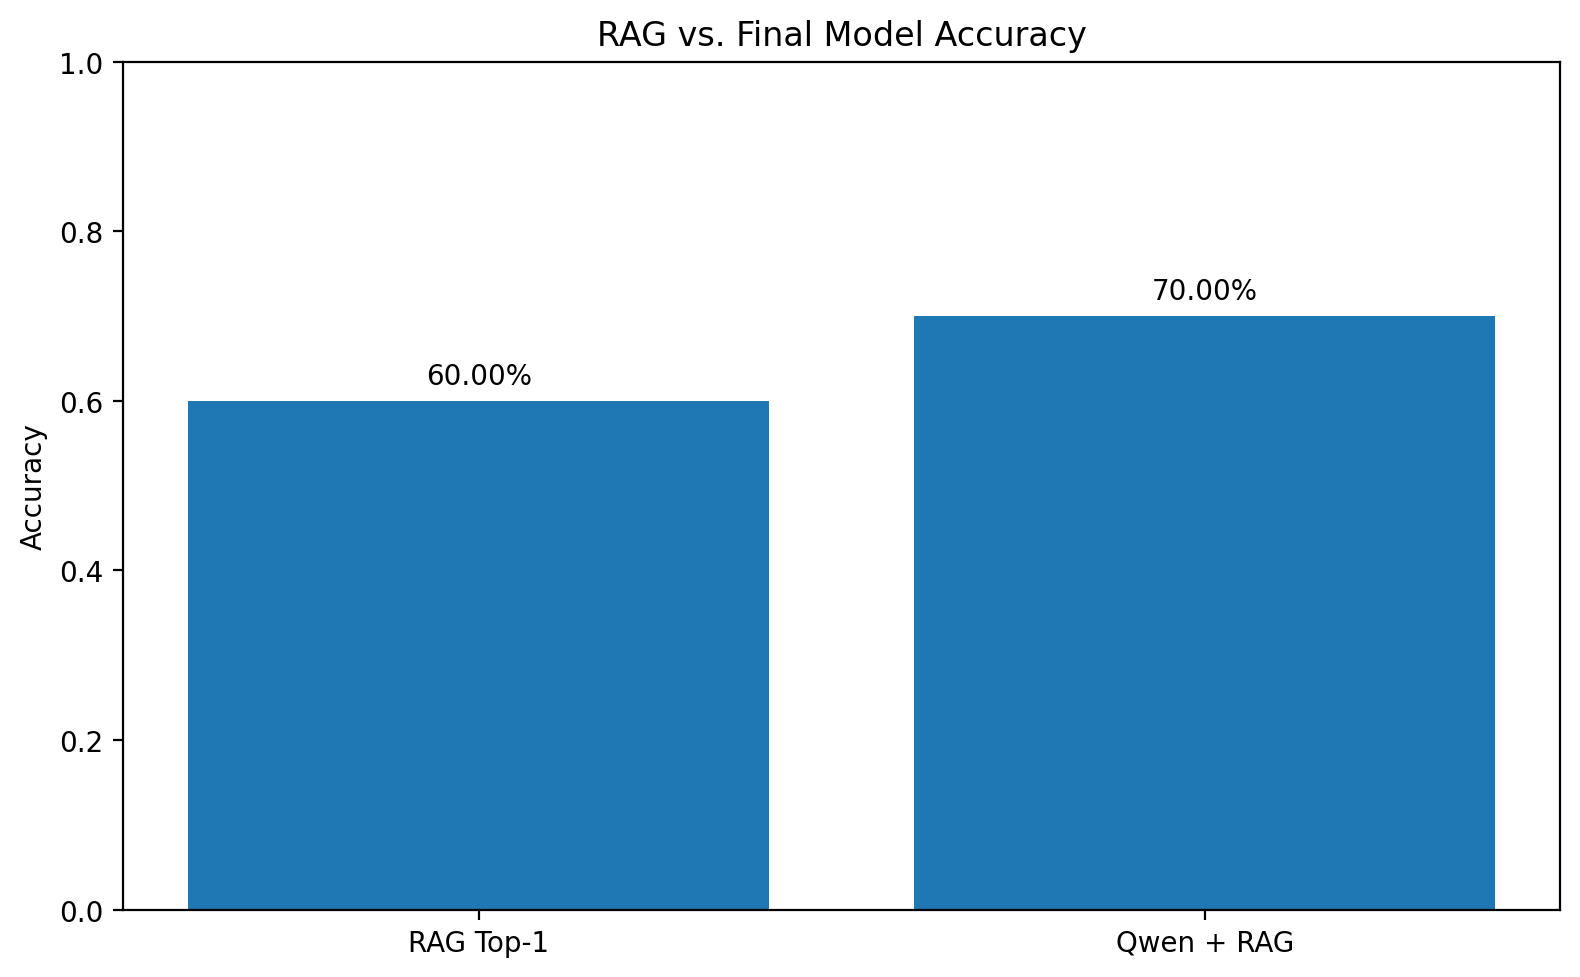 RAG vs. Final Model Accuracy
1.0
0.8
0.6
0.4
0.2
0.0
Accuracy
60.00%
70.00%
RAG Top-1
Qwen + RAG